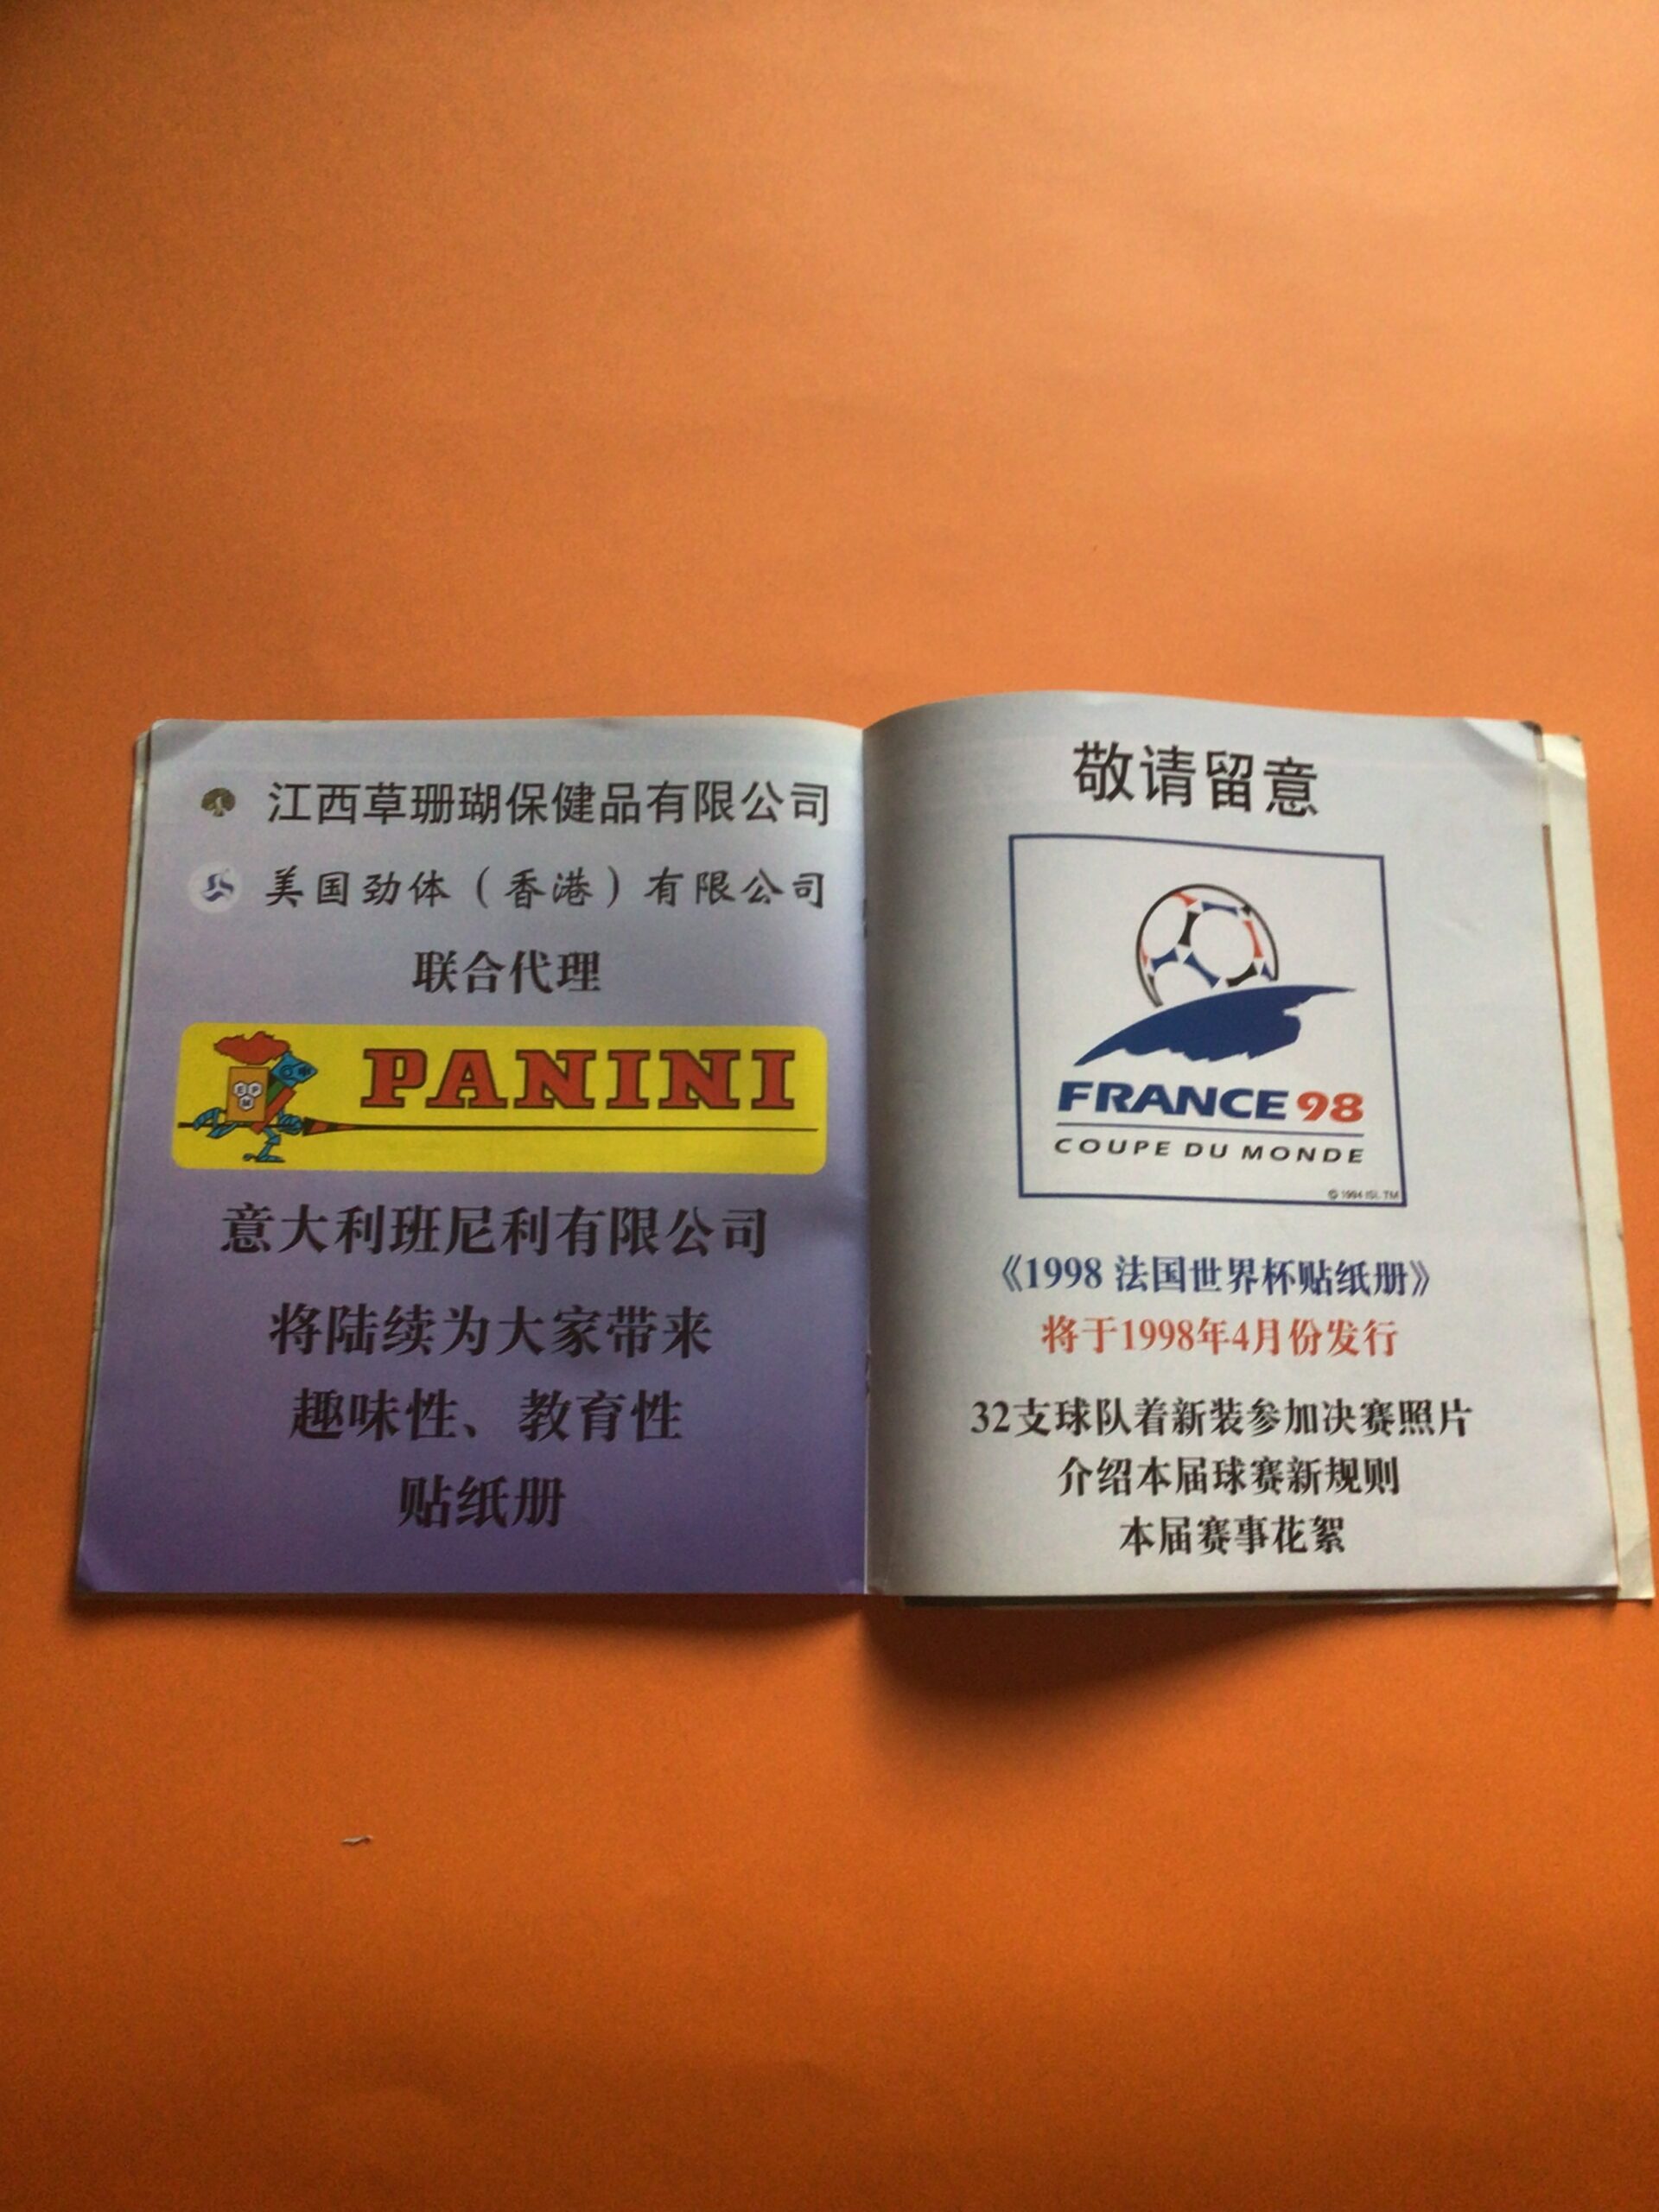 江西草珊瑚保健品有限公司
美国劲体（香港）有限公司
联合代理
E P M
PANINI
意大利班尼利有限公司
将陆续为大家带来
趣味性、教育性
贴纸册
敬请留意
FRANCE 98
COUPE DU MONDE
© 1994 ISL TM
《1998 法国世界杯贴纸册》
将于1998年4月份发行
32支球队着新装参加决赛照片
介绍本届球赛新规则
本届赛事花絮